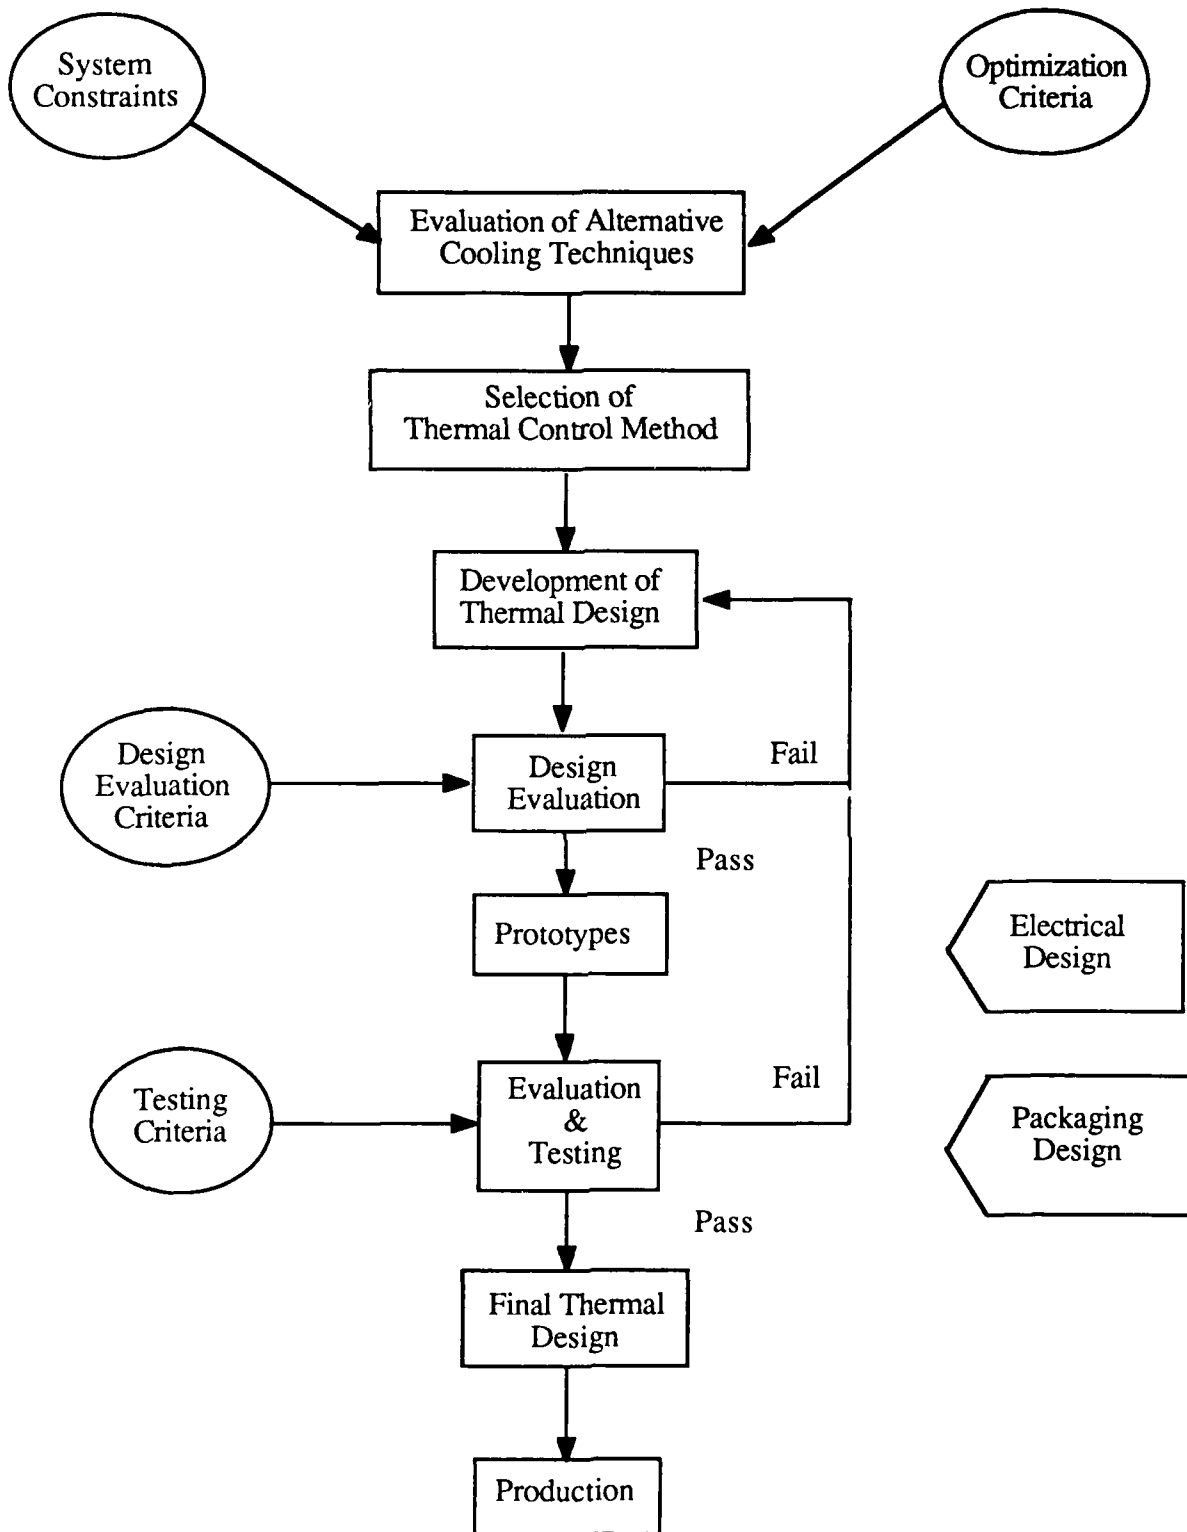 System
Constraints
Optimization
Criteria
Evaluation of Alternative
Cooling Techniques
Selection of
Thermal Control Method
Development of
Thermal Design
Design
Evaluation
Criteria
Design
Evaluation
Fail
Pass
Prototypes
Electrical
Design
Testing
Criteria
Evaluation
&
Testing
Fail
Packaging
Design
Pass
Final Thermal
Design
Production